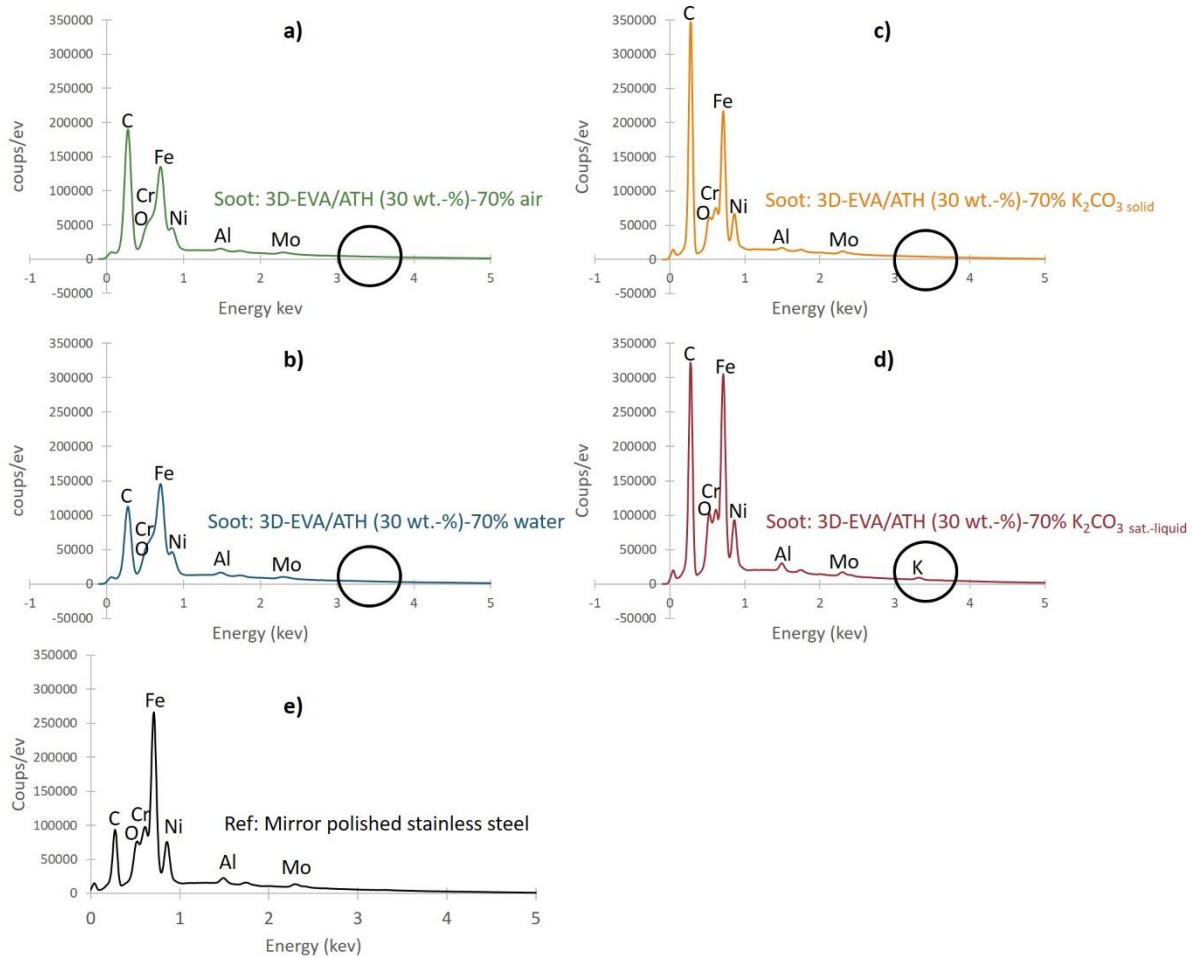 a)
350000
300000
250000
200000
150000
100000
50000
0
-50000
-1 0 1 2 3 4 5
coups/ev
Energy kev
C
Fe
Cr
O
Ni
Al
Mo
Soot: 3D-EVA/ATH (30 wt.-%)-70% air
c)
350000
300000
250000
200000
150000
100000
50000
0
-50000
-1 0 1 2 3 4 5
Coups/ev
Energy (kev)
C
Fe
Cr
O
Ni
Al
Mo
Soot: 3D-EVA/ATH (30 wt.-%)-70% K₂CO₃ solid
b)
350000
300000
250000
200000
150000
100000
50000
0
-50000
-1 0 1 2 3 4 5
coups/ev
Energy (kev)
C
Fe
Cr
O
Ni
Al
Mo
Soot: 3D-EVA/ATH (30 wt.-%)-70% water
d)
350000
300000
250000
200000
150000
100000
50000
0
-50000
-1 0 1 2 3 4 5
Coups/ev
Energy (kev)
C
Fe
Cr
O
Ni
Al
Mo
K
Soot: 3D-EVA/ATH (30 wt.-%)-70% K₂CO₃ sat.-liquid
e)
350000
300000
250000
200000
150000
100000
50000
0
0 1 2 3 4 5
Coups/ev
Energy (kev)
Fe
C
Cr
O
Ni
Al
Mo
Ref: Mirror polished stainless steel